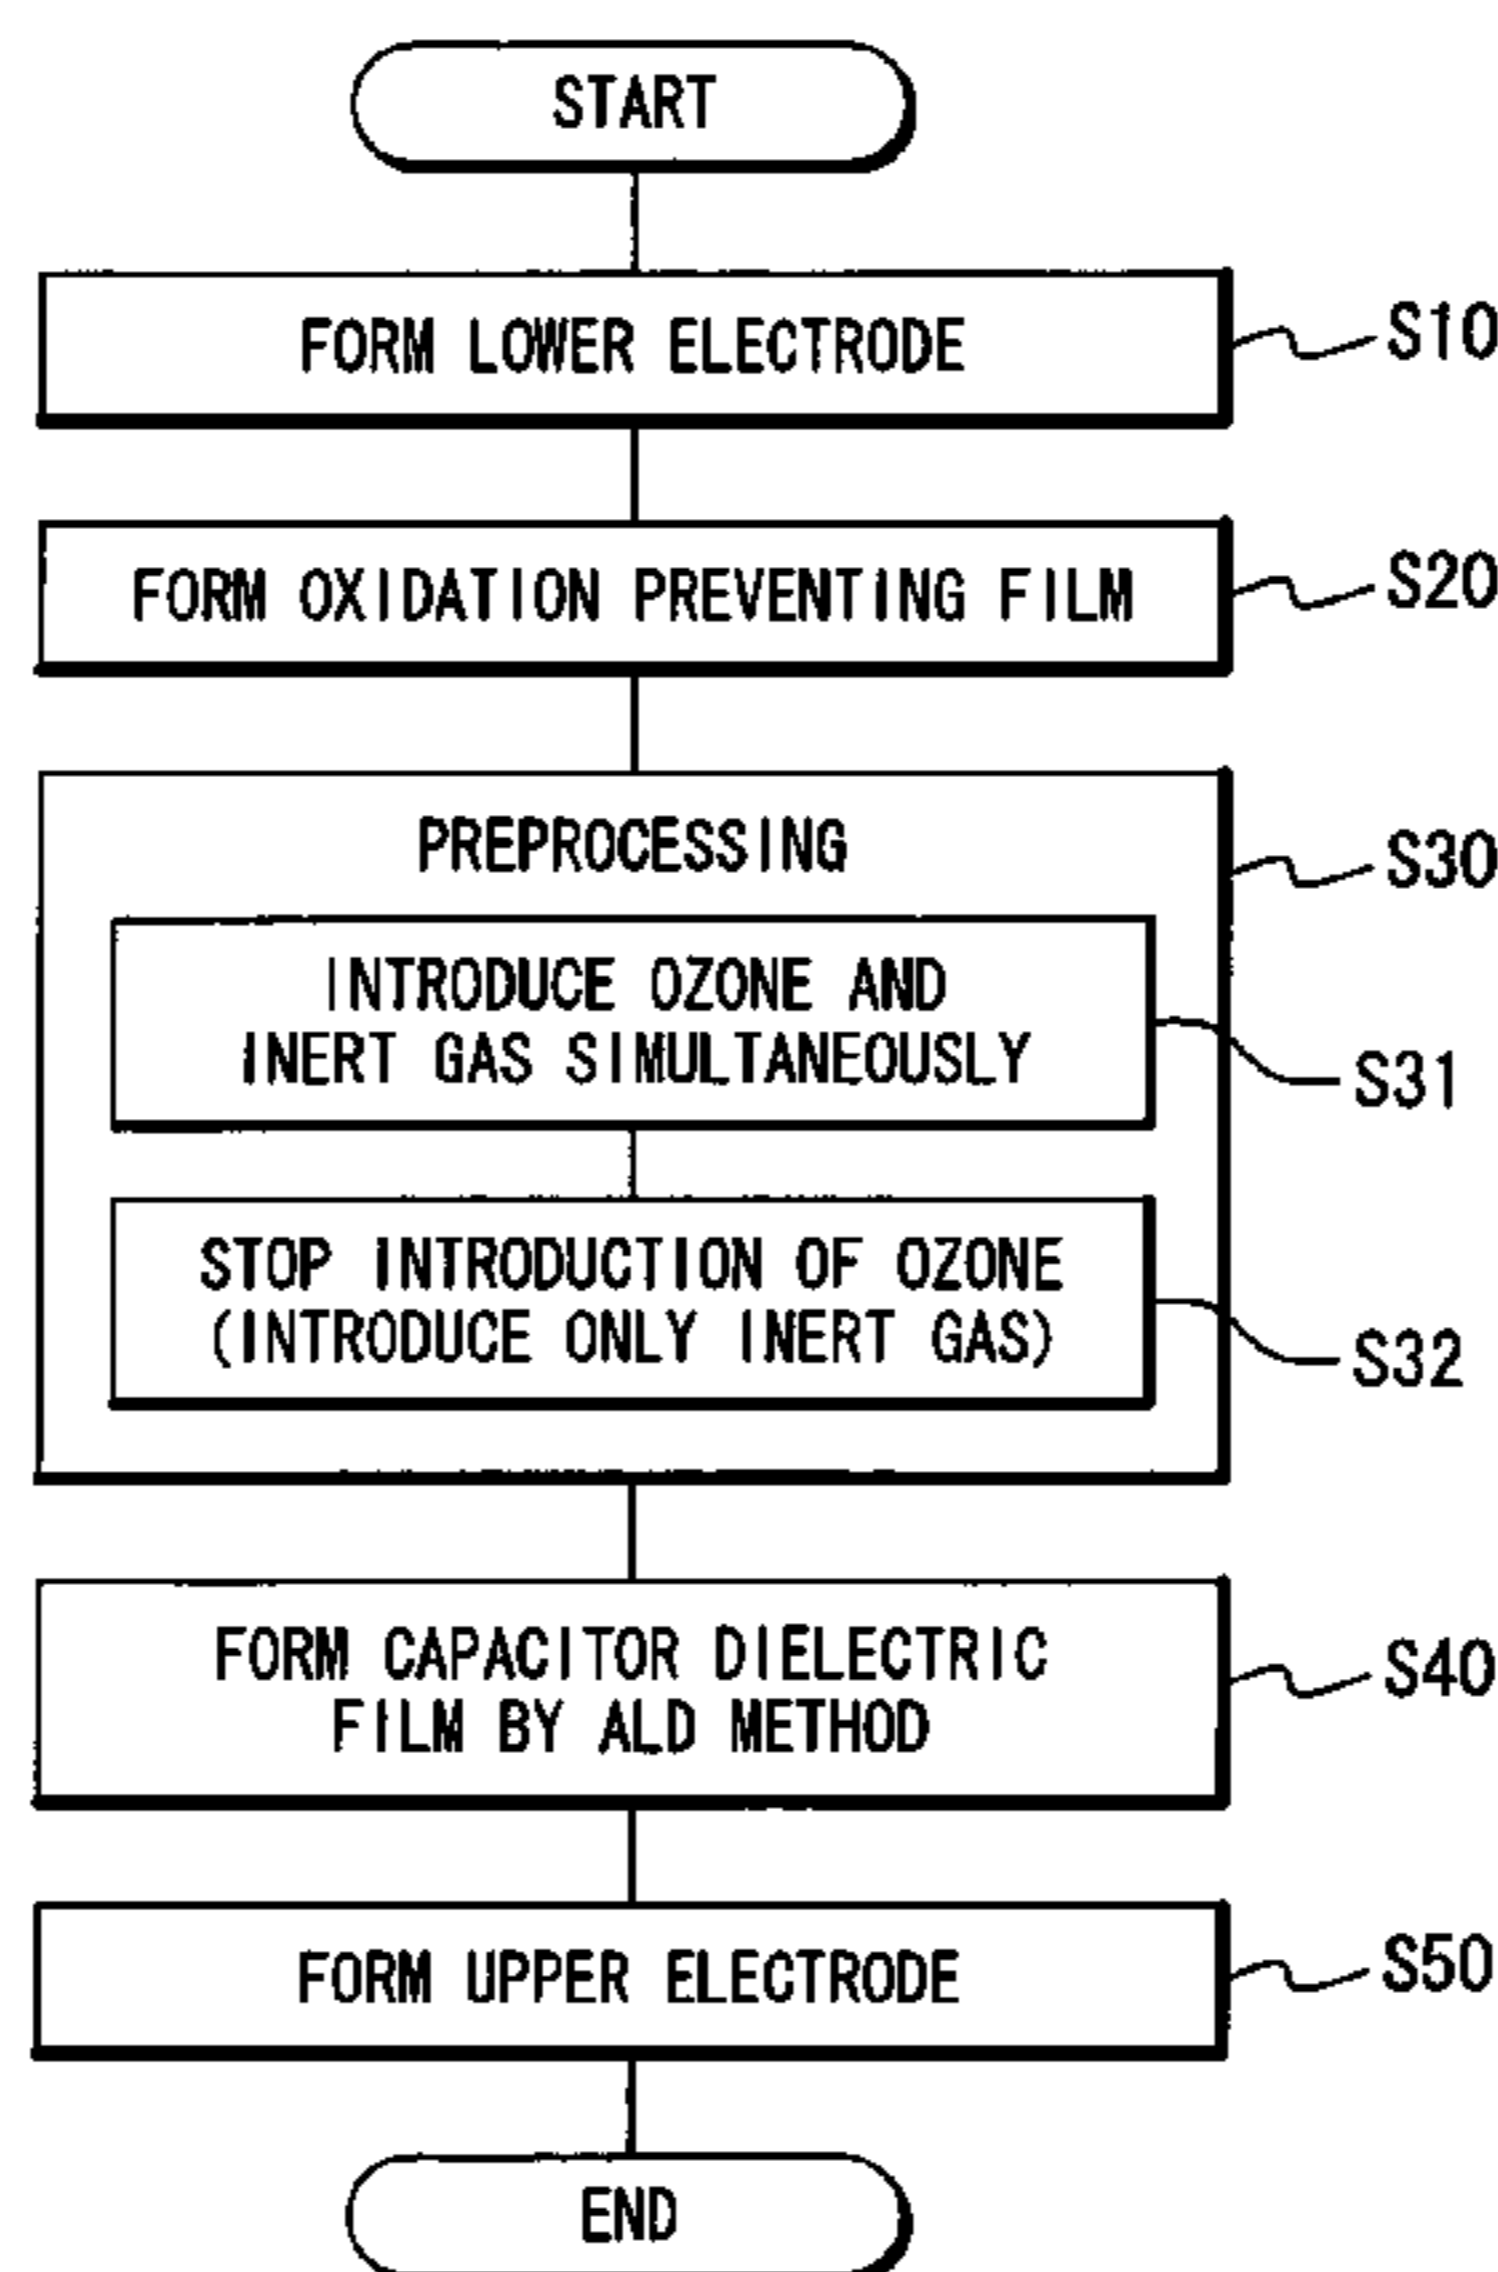 START
FORM LOWER ELECTRODE
S10
FORM OXIDATION PREVENTING FILM
S20
PREPROCESSING
S30
INTRODUCE OZONE AND
INERT GAS SIMULTANEOUSLY
S31
STOP INTRODUCTION OF OZONE
(INTRODUCE ONLY INERT GAS)
S32
FORM CAPACITOR DIELECTRIC
FILM BY ALD METHOD
S40
FORM UPPER ELECTRODE
S50
END